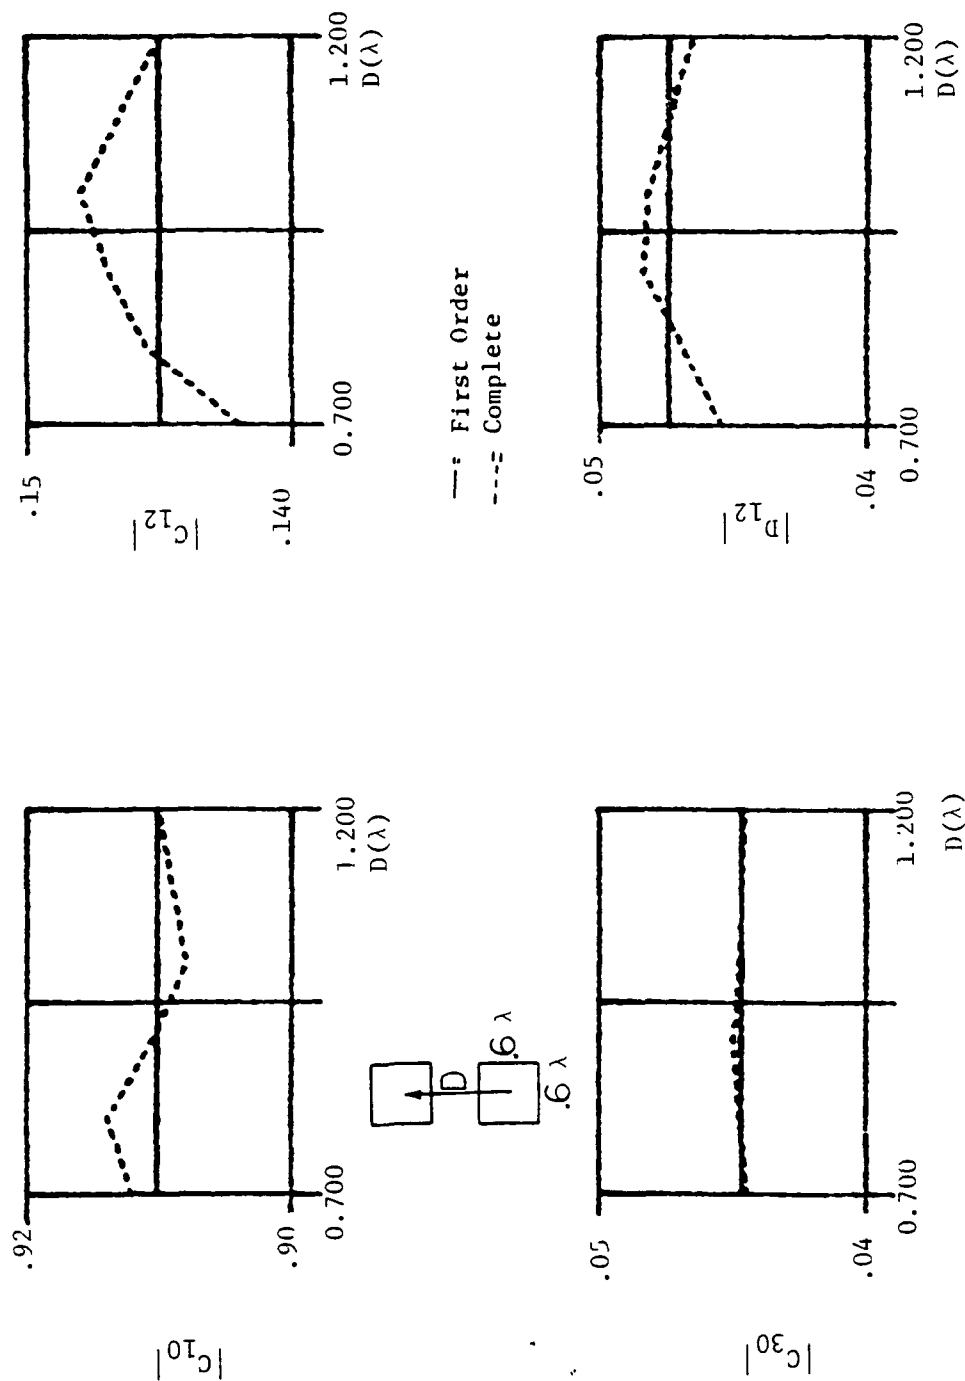 .92
.90
0.700
1.200
D(λ)
|C10|
.15
.140
0.700
1.200
D(λ)
|C12|
D
.6 λ
.6 λ
—= First Order
---= Complete
.05
.04
0.700
1.200
D(λ)
|C30|
.05
.04
0.700
1.200
D(λ)
|D12|